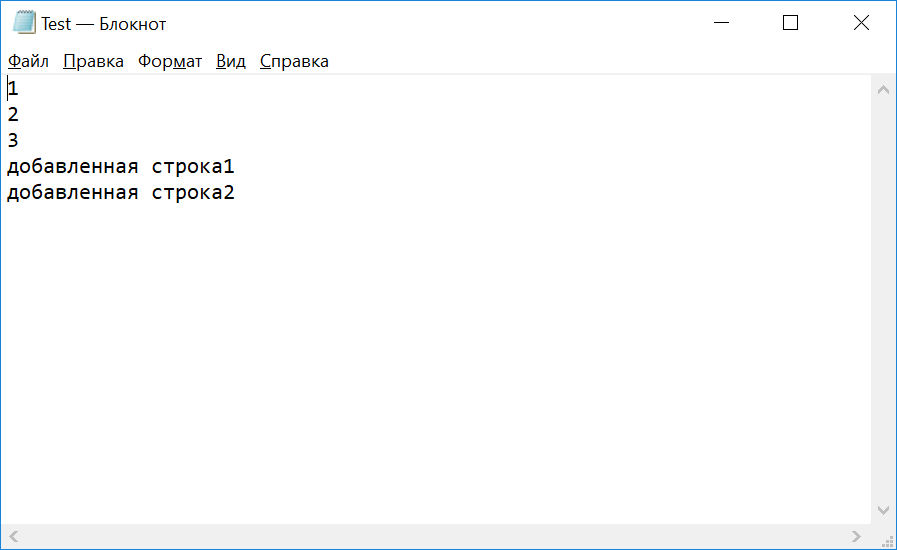 Test — Блокнот
Файл Правка Формат Вид Справка
1
2
3
добавленная строка1
добавленная строка2